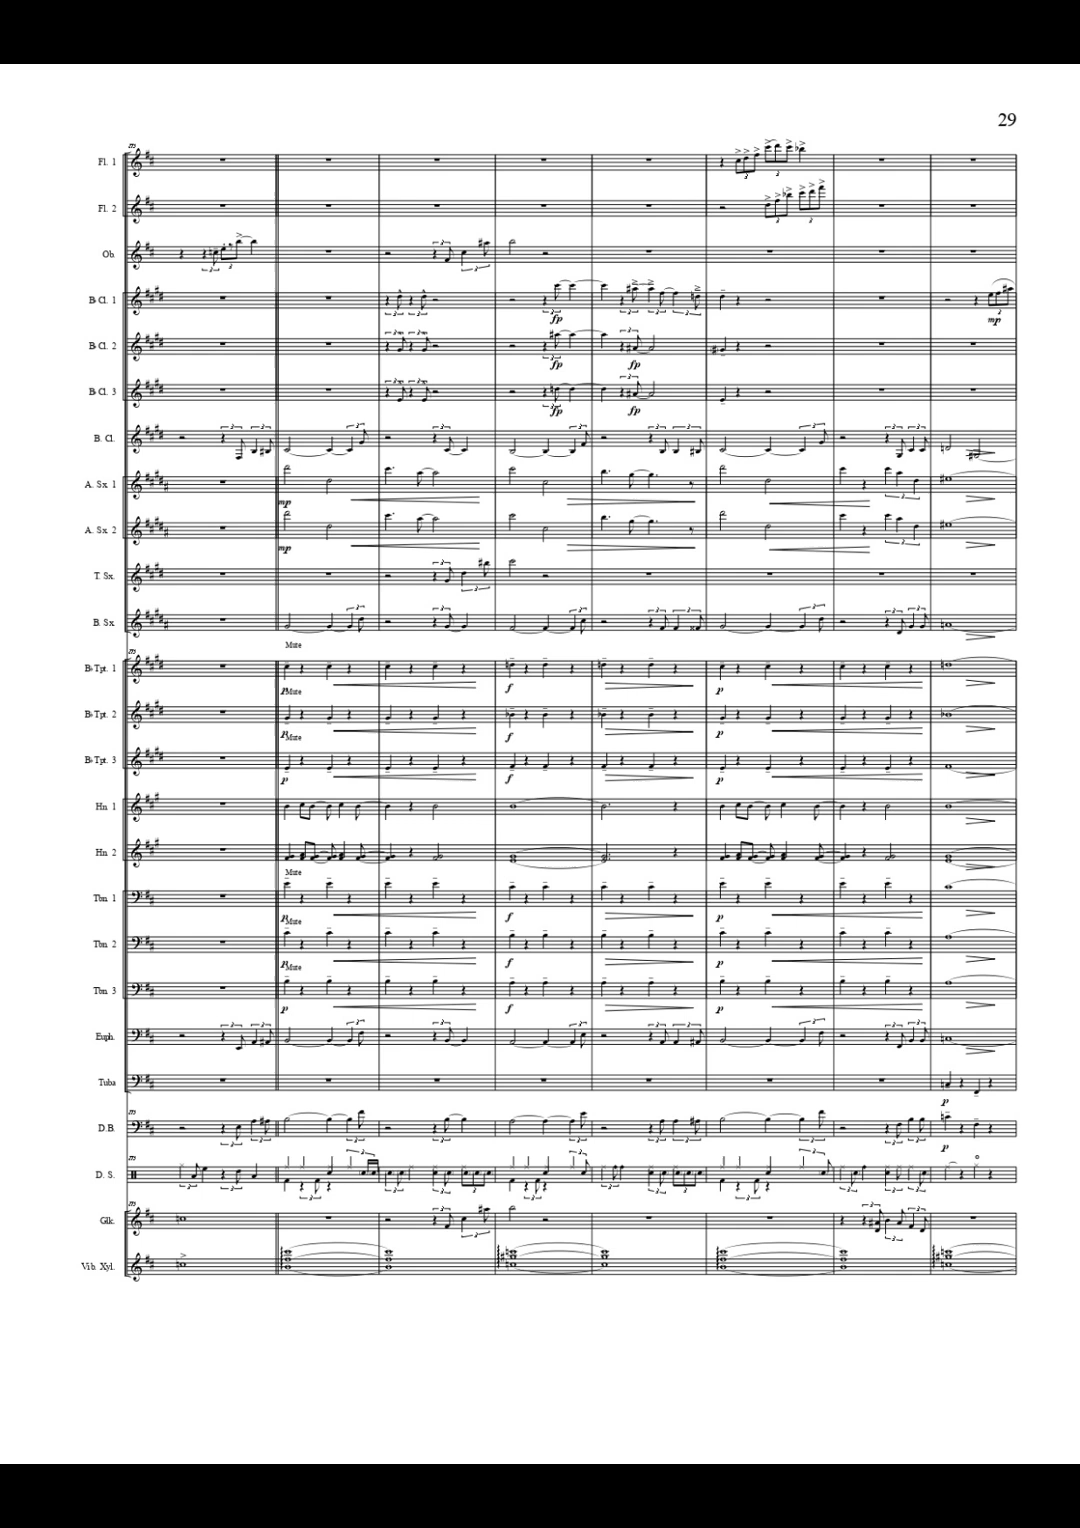 29
m
Fl. 1
Fl. 2
Ob.
B♭ Cl. 1
fp
mp
B♭ Cl. 2
fp fp
B♭ Cl. 3
fp fp
B. Cl.
A. Sx. 1
mp
A. Sx. 2
mp
T. Sx.
B. Sx.
Mute
m
B♭ Tpt. 1
p f p
Mute
B♭ Tpt. 2
p f p
Mute
B♭ Tpt. 3
p f p
Hn. 1
Hn. 2
Mute
Tbn. 1
p f p
Mute
Tbn. 2
p f p
Mute
Tbn. 3
p f p
Euph.
Tuba
p
m
D.B.
p
m
D. S.
m
Glk.
Vib. Xyl.